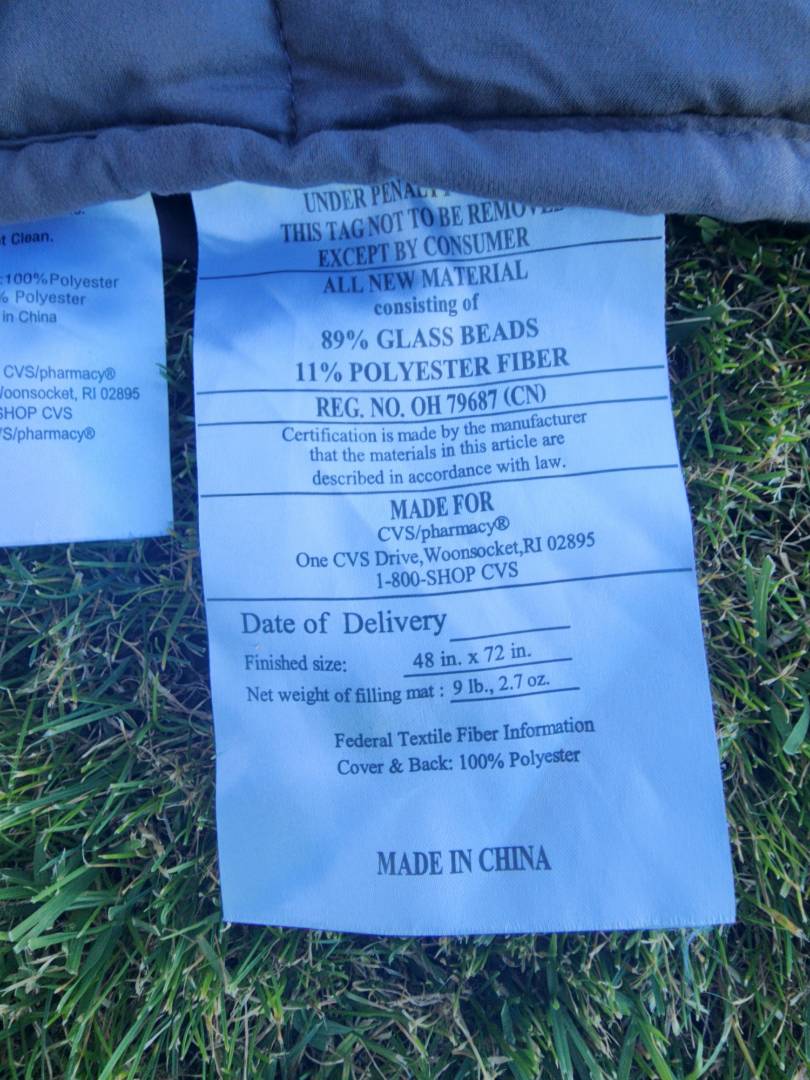 t Clean.
:100%Polyester
% Polyester
in China
CVS/pharmacy®
Woonsocket, RI 02895
SHOP CVS
/S/pharmacy®
UNDER
THIS TAG NOT TO BE REMOVED
EXCEPT BY CONSUMER
ALL NEW MATERIAL
consisting of
89% GLASS BEADS
11% POLYESTER FIBER
REG. NO. OH 79687 (CN)
Certification is made by the manufacturer
that the materials in this article are
described in accordance with law.
MADE FOR
CVS/pharmacy®
One CVS Drive,Woonsocket,RI 02895
1-800-SHOP CVS
Date of Delivery
Finished size: 48 in. x 72 in.
Net weight of filling mat : 9 lb., 2.7 oz.
Federal Textile Fiber Information
Cover & Back: 100% Polyester
MADE IN CHINA